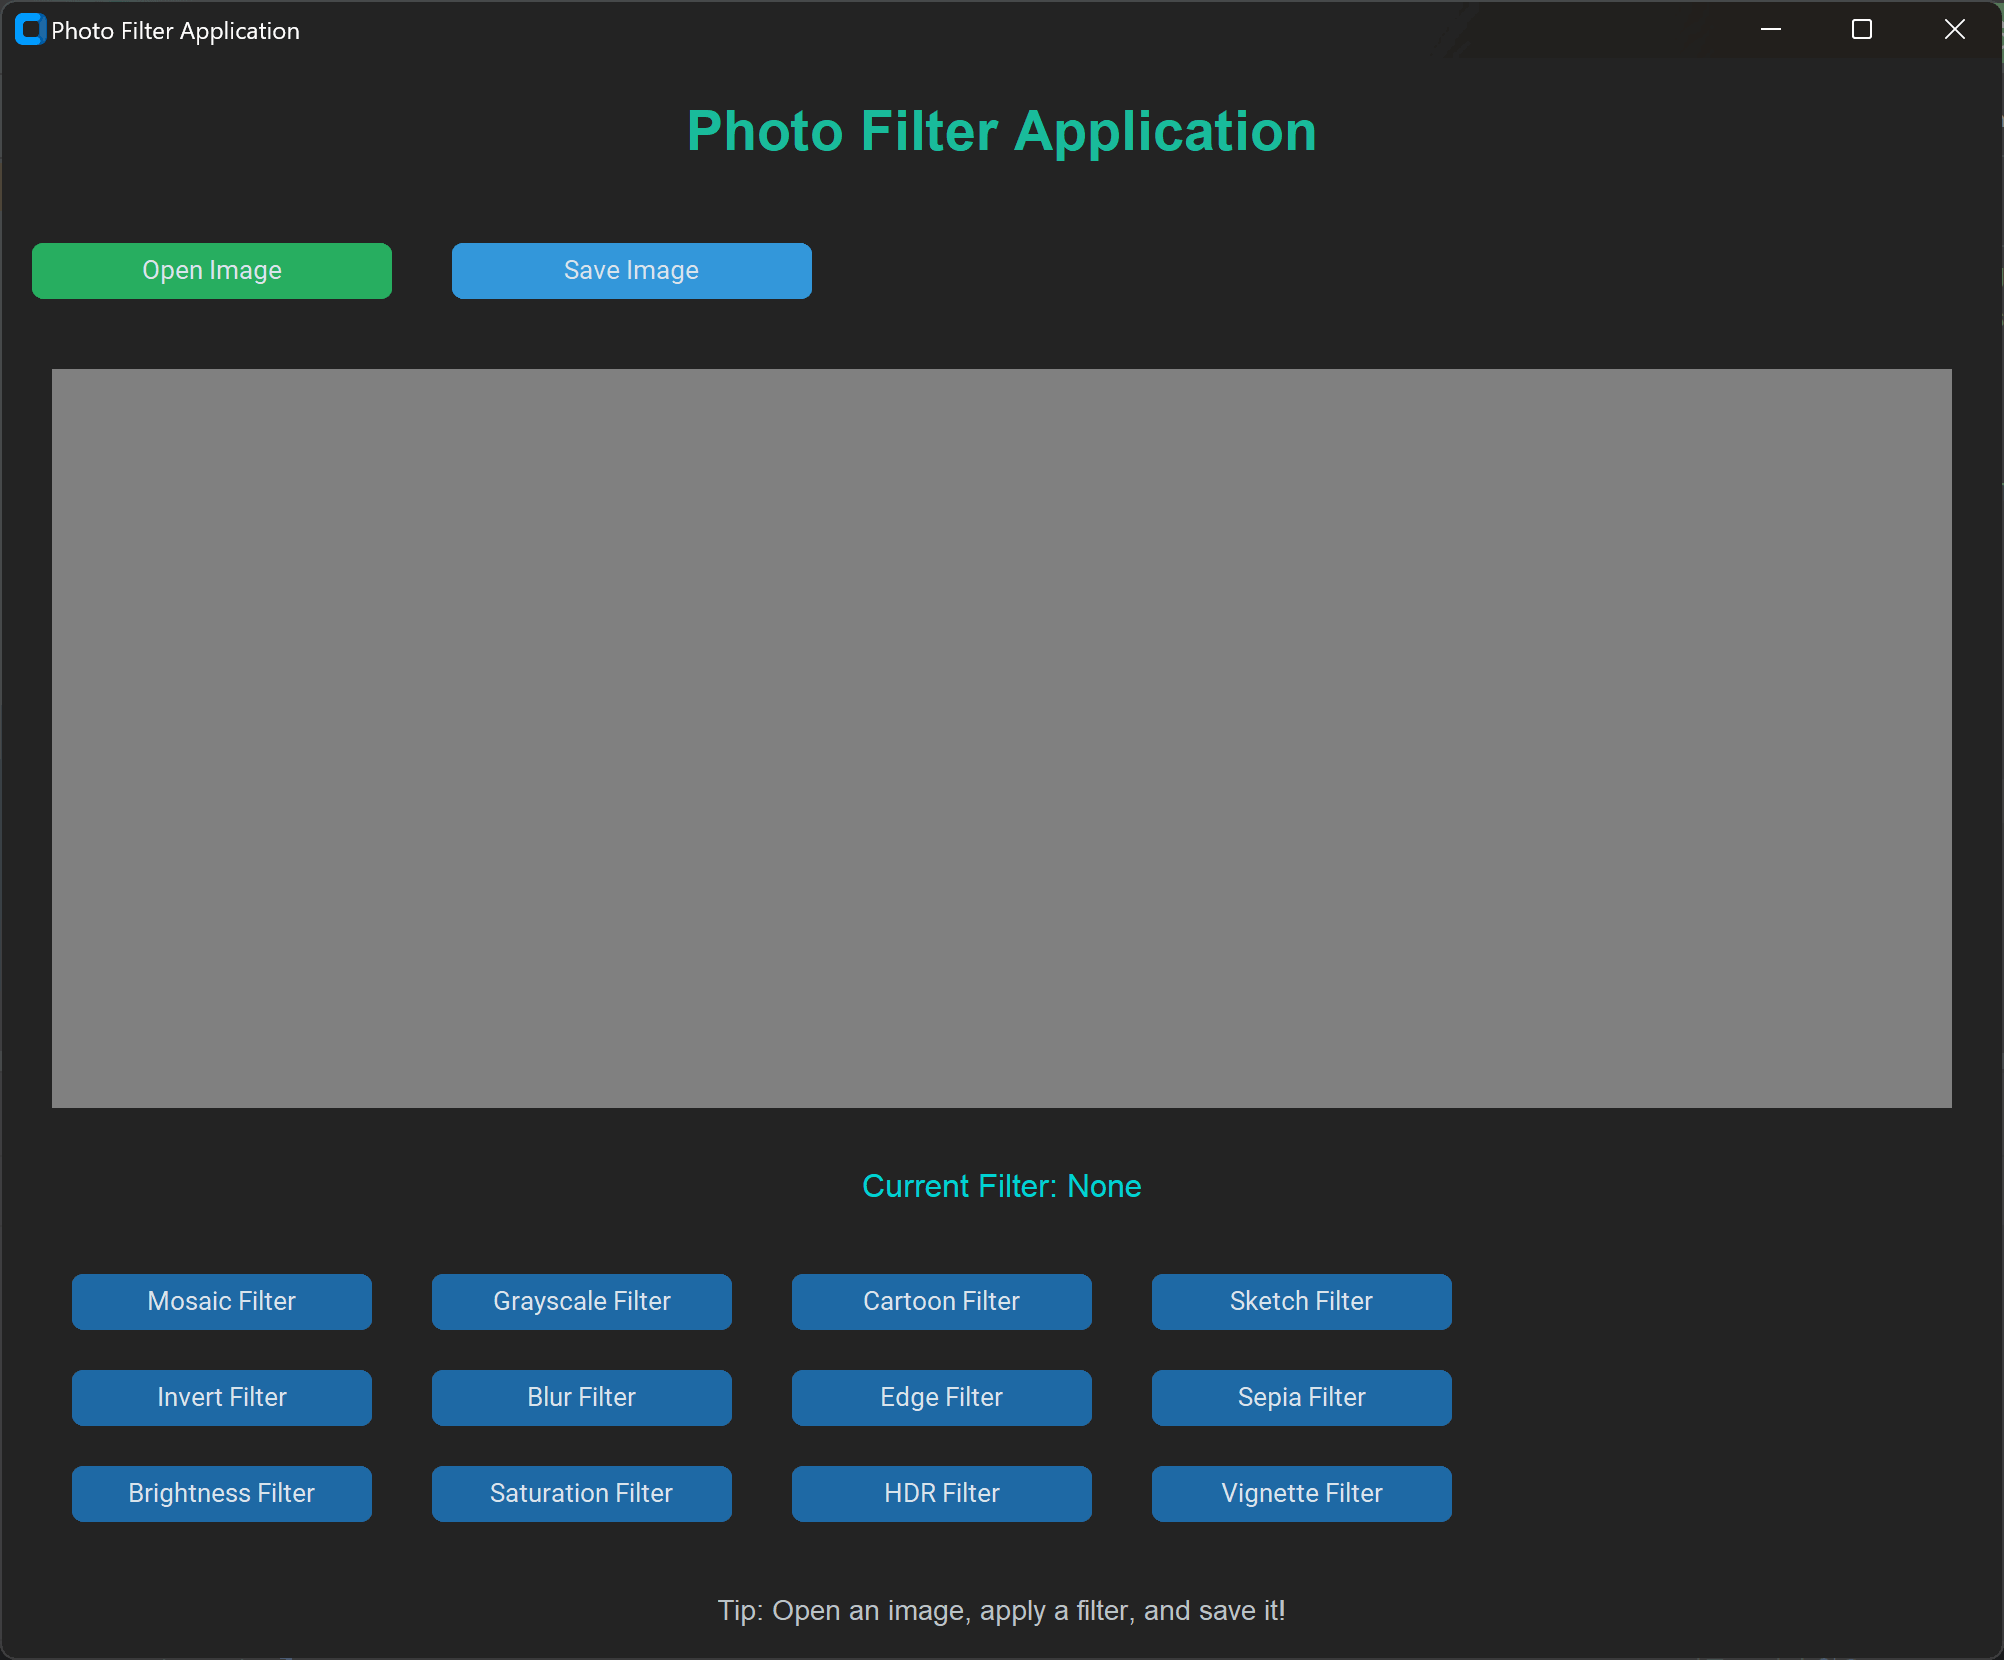 Photo Filter Application
Photo Filter Application
Open Image
Save Image
Current Filter: None
Mosaic Filter
Grayscale Filter
Cartoon Filter
Sketch Filter
Invert Filter
Blur Filter
Edge Filter
Sepia Filter
Brightness Filter
Saturation Filter
HDR Filter
Vignette Filter
Tip: Open an image, apply a filter, and save it!